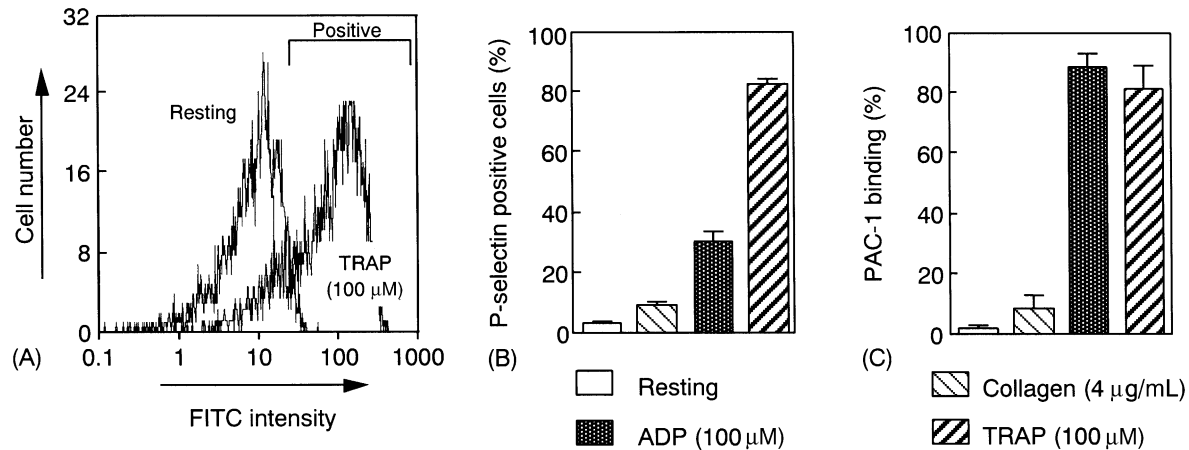 32
24
16
8
0
Cell number
Positive
Resting
TRAP
(100 μM)
0.1 1 10 100 1000
FITC intensity
(A)
100
80
60
40
20
0
P-selectin positive cells (%)
(B)
100
80
60
40
20
0
PAC-1 binding (%)
(C)
Resting
ADP (100 μM)
Collagen (4 μg/mL)
TRAP (100 μM)